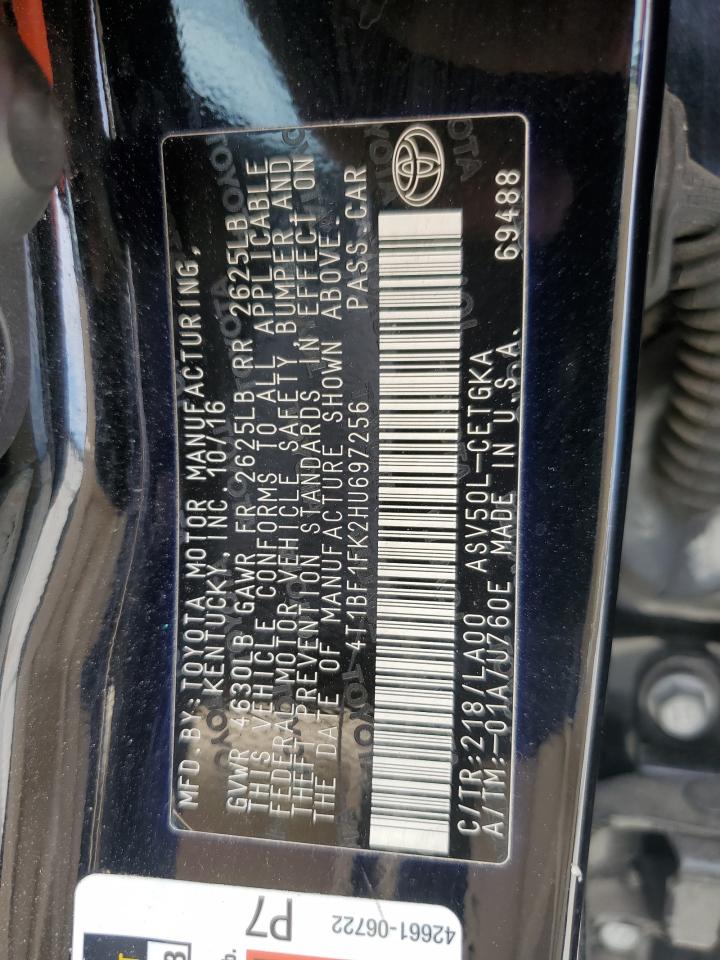 MFD.BY:TOYOTA MOTOR MANUFACTURING,
KENTUCKY, INC. 10/16
GVWR 4630LB GAWR FR 2625LB RR 2625LB
THIS VEHICLE CONFORMS TO ALL APPLICABLE
FEDERAL MOTOR VEHICLE SAFETY, BUMPER AND
THEFT PREVENTION STANDARDS IN EFFECT ON
THE DATE OF MANUFACTURE SHOWN ABOVE.
4T1BF1FK2HU697256 PASS.CAR
C/TR:218/LA00 ASV50L-CETGKA
A/TM:-01A/U760E MADE IN U.S.A. 69488
P7
42661-06722